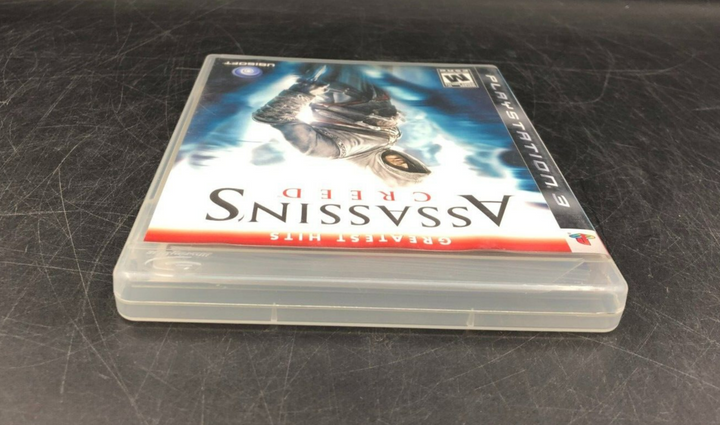 GREATEST HITS
ASSASSIN'S
CREED
PLAYSTATION 3
M
UBISOFT